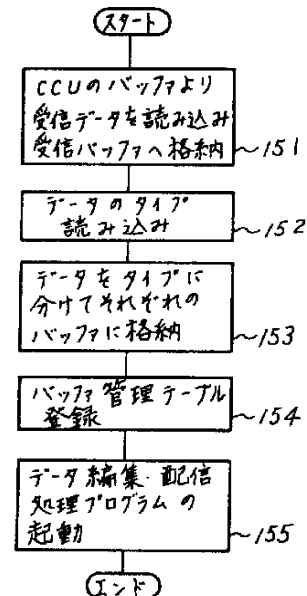 スタート
CCUのバッファより
受信データを読み込み
受信バッファへ格納
151
データのタイプ
読み込み
152
データをタイプに
分けてそれぞれの
バッファに格納
153
バッファ管理テーブル
登録
154
データ編集・配信
処理プログラムの
起動
155
エンド